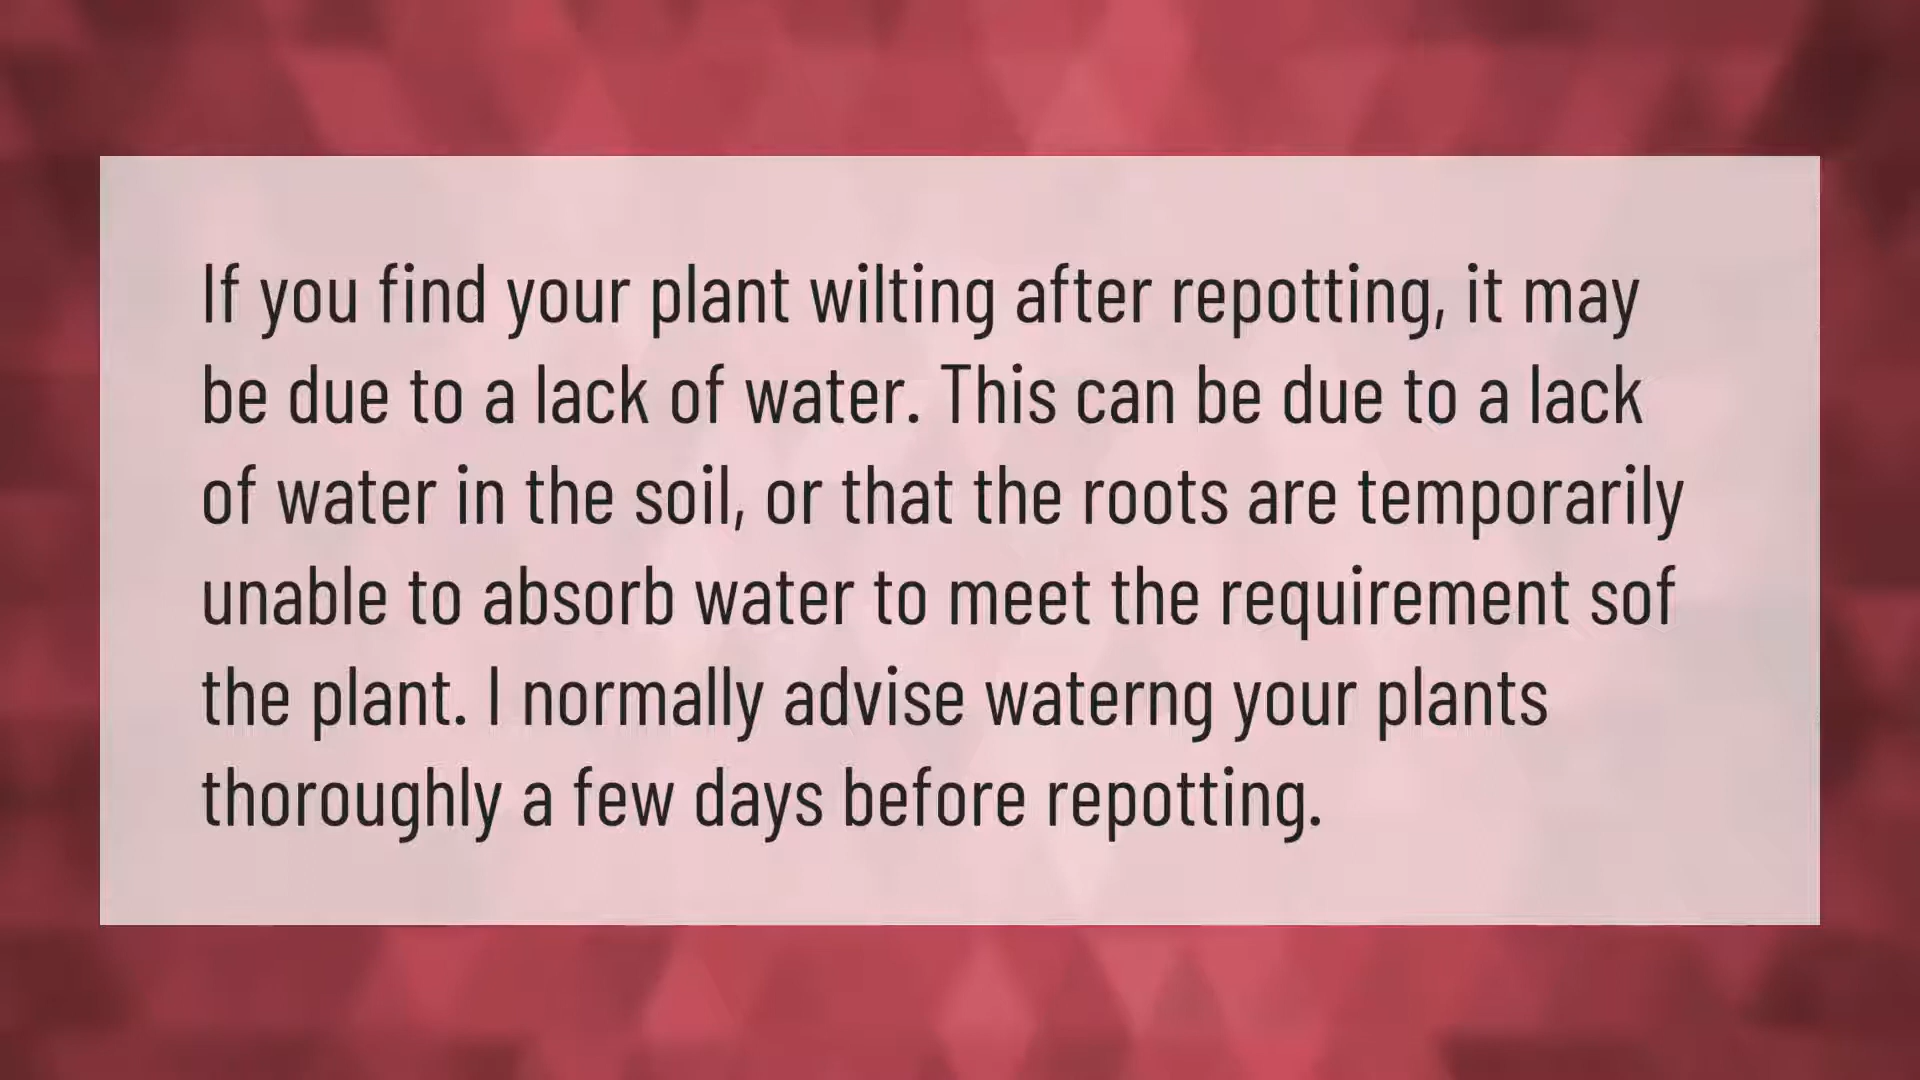 If you find your plant wilting after repotting, it may
be due to a lack of water. This can be due to a lack
of water in the soil, or that the roots are temporarily
unable to absorb water to meet the requirement sof
the plant. I normally advise waterng your plants
thoroughly a few days before repotting.